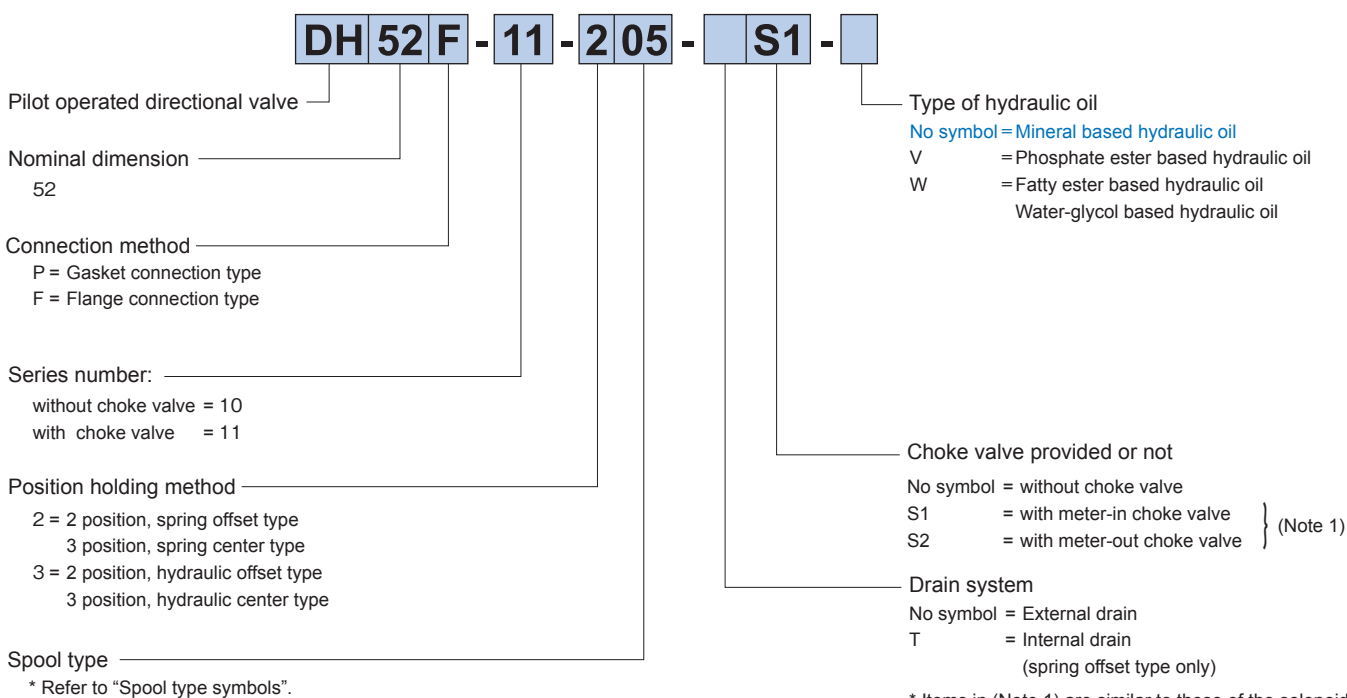 DH 52 F - 11 - 2 05 - S1 -
Pilot operated directional valve
Nominal dimension
52
Connection method
P = Gasket connection type
F = Flange connection type
Series number:
without choke valve = 10
with choke valve = 11
Position holding method
2 = 2 position, spring offset type
3 position, spring center type
3 = 2 position, hydraulic offset type
3 position, hydraulic center type
Spool type
* Refer to “Spool type symbols”.
Type of hydraulic oil
No symbol = Mineral based hydraulic oil
V = Phosphate ester based hydraulic oil
W = Fatty ester based hydraulic oil
Water-glycol based hydraulic oil
Choke valve provided or not
No symbol = without choke valve
S1 = with meter-in choke valve
S2 = with meter-out choke valve
(Note 1)
Drain system
No symbol = External drain
T = Internal drain
(spring offset type only)
* Items in (Note 1) are similar to those of the solenoid